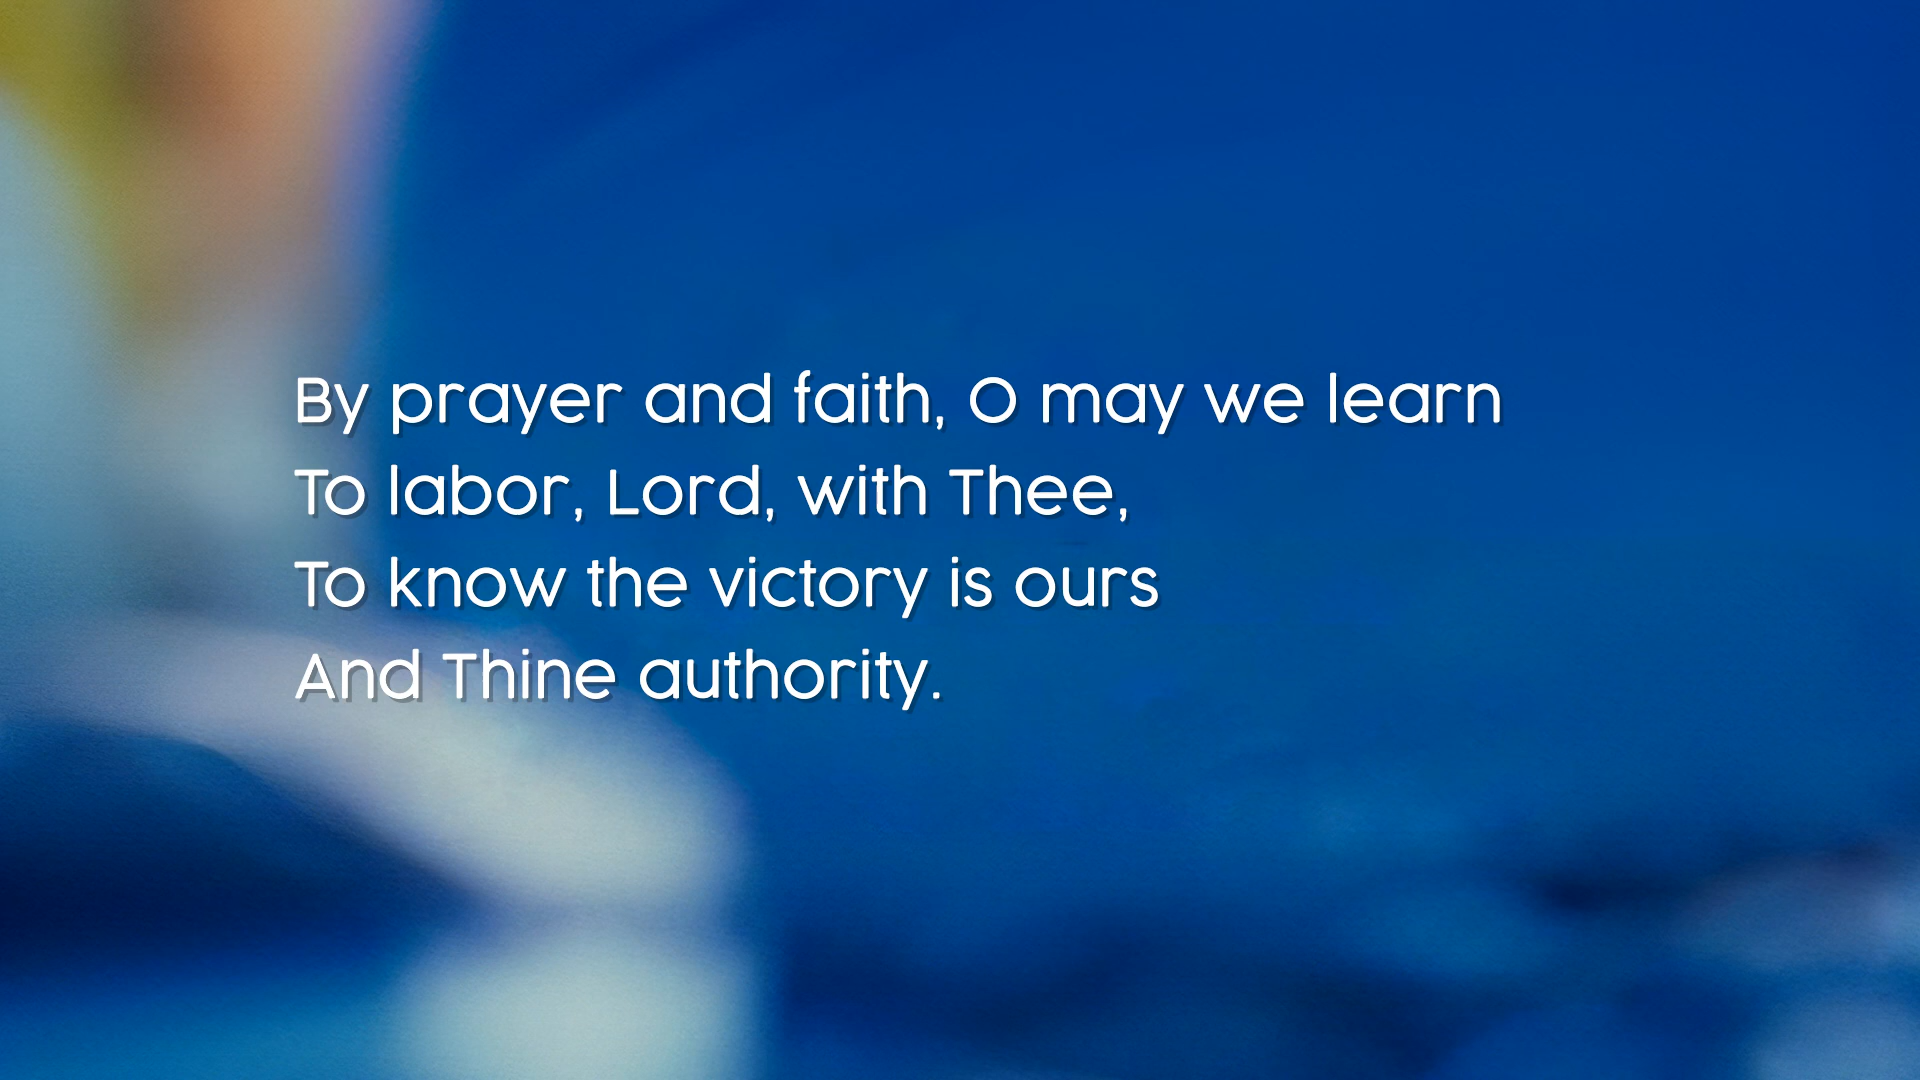 By prayer and faith, O may we learn
To labor, Lord, with Thee,
To know the victory is ours
And Thine authority.